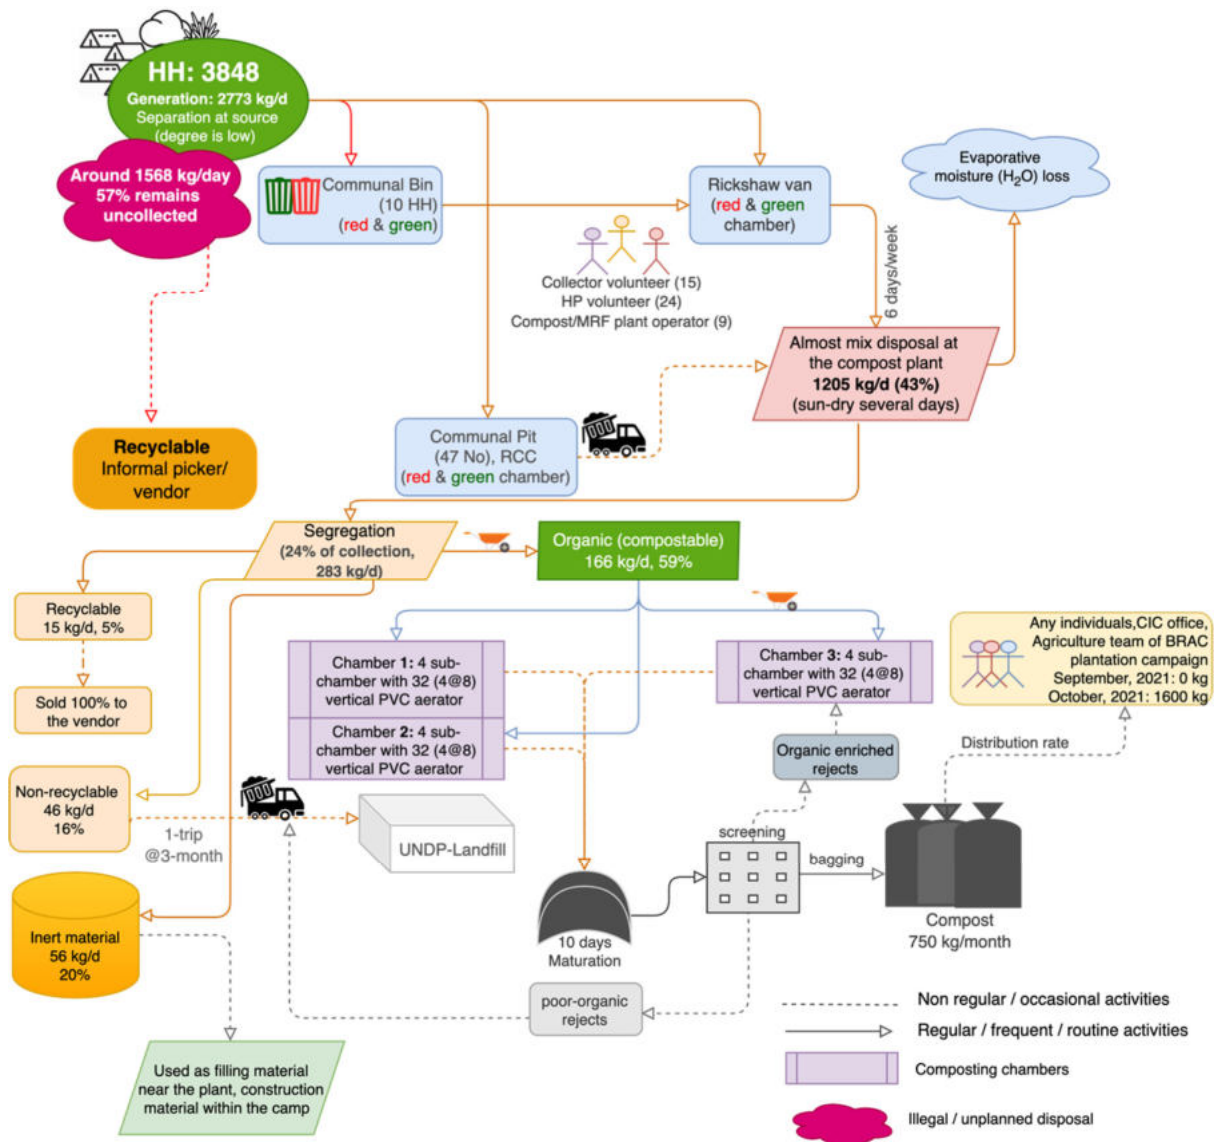 HH: 3848
Generation: 2773 kg/d
Separation at source
(degree is low)
Around 1568 kg/day
57% remains
uncollected
Communal Bin
(10 HH)
(red & green)
Rickshaw van
(red & green
chamber)
Evaporative
moisture (H2O) loss
Collector volunteer (15)
HP volunteer (24)
Compost/MRF plant operator (9)
6 days/week
Almost mix disposal at
the compost plant
1205 kg/d (43%)
(sun-dry several days)
Recyclable
Informal picker/
vendor
Communal Pit
(47 No), RCC
(red & green chamber)
Segregation
(24% of collection,
283 kg/d)
Organic (compostable)
166 kg/d, 59%
Recyclable
15 kg/d, 5%
Sold 100% to
the vendor
Chamber 1: 4 sub-
chamber with 32 (4@8)
vertical PVC aerator
Chamber 2: 4 sub-
chamber with 32 (4@8)
vertical PVC aerator
Chamber 3: 4 sub-
chamber with 32 (4@8)
vertical PVC aerator
Any individuals,CIC office,
Agriculture team of BRAC
plantation campaign
September, 2021: 0 kg
October, 2021: 1600 kg
Distribution rate
Organic enriched
rejects
Non-recyclable
46 kg/d
16%
1-trip
@3-month
UNDP-Landfill
screening
bagging
Compost
750 kg/month
10 days
Maturation
Inert material
56 kg/d
20%
poor-organic
rejects
Used as filling material
near the plant, construction
material within the camp
Non regular / occasional activities
Regular / frequent / routine activities
Composting chambers
Illegal / unplanned disposal